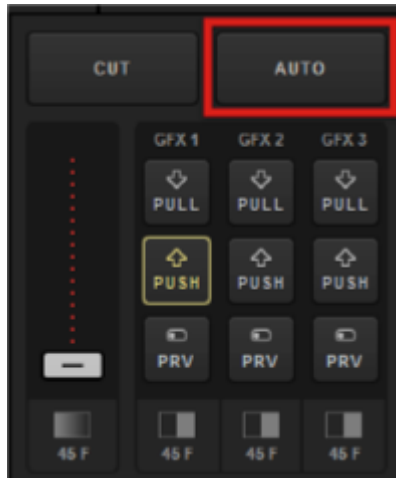 CUT AUTO
GFX 1 GFX 2 GFX 3
PULL PULL PULL
PUSH PUSH PUSH
PRV PRV PRV
45 F 45 F 45 F 45 F